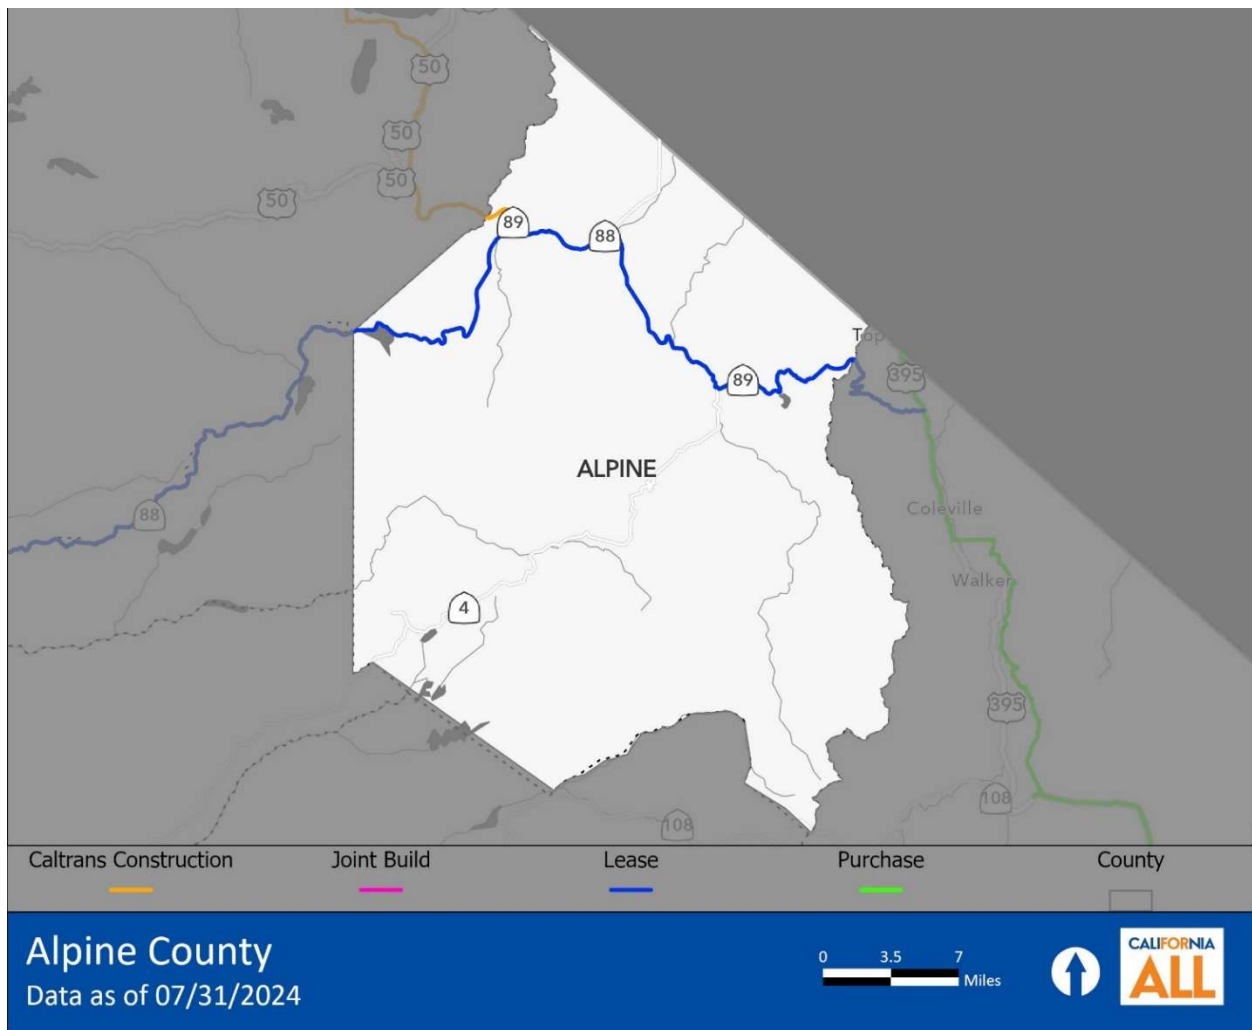 50
50
50
50
89
88
Top
395
89
ALPINE
88
Coleville
Walker
4
395
108
108
Caltrans Construction
Joint Build
Lease
Purchase
County
Alpine County
Data as of 07/31/2024
0 3.5 7
Miles
CALIFORNIA
ALL